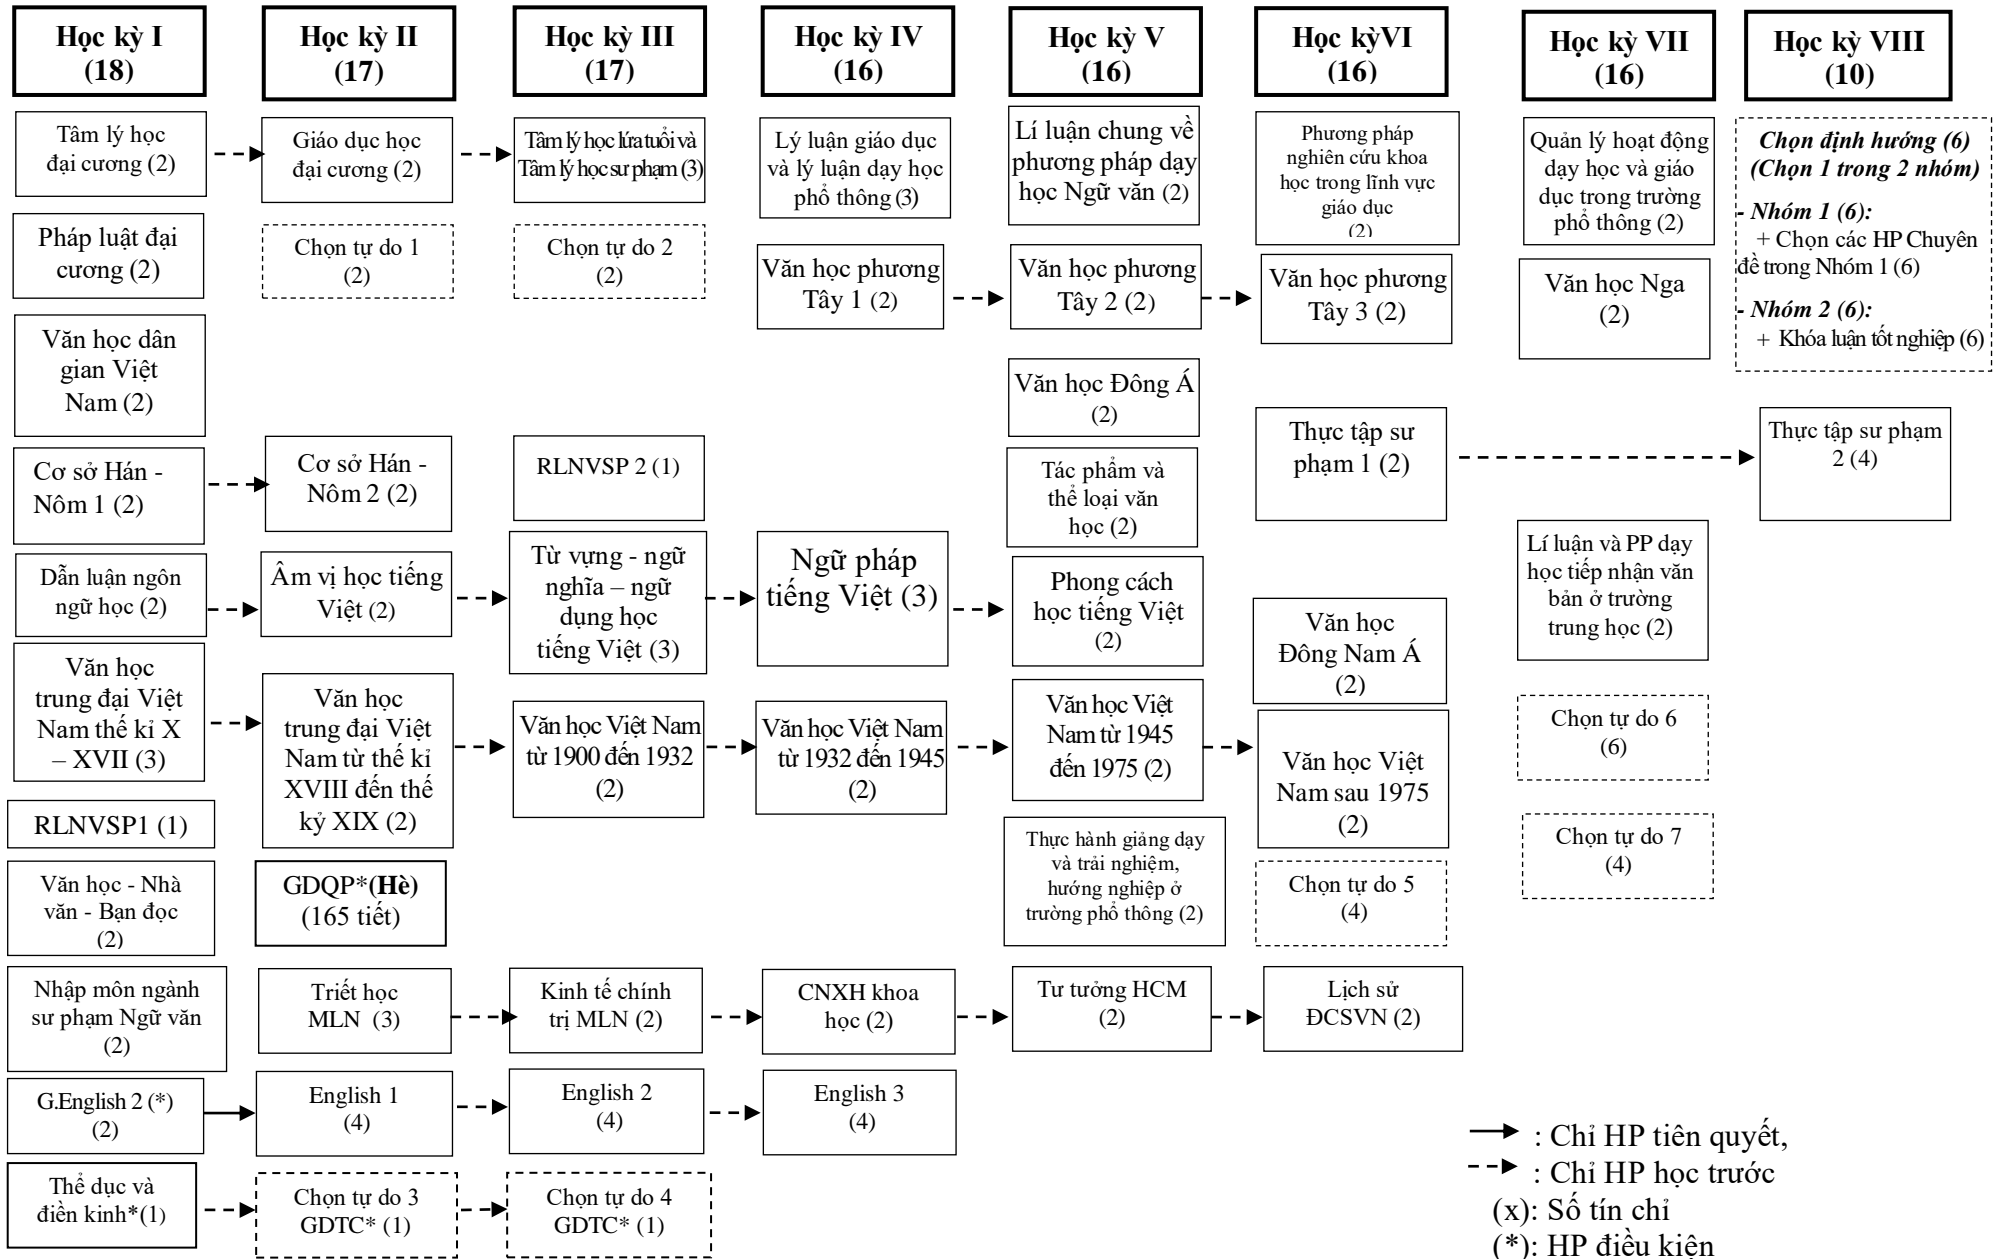 Học kỳ I
(18)
Học kỳ II
(17)
Học kỳ III
(17)
Học kỳ IV
(16)
Học kỳ V
(16)
Học kỳVI
(16)
Học kỳ VII
(16)
Học kỳ VIII
(10)
Tâm lý học
đại cương (2)
Giáo dục học
đại cương (2)
Tâm lý học lứa tuổi và
Tâm lý học sư phạm (3)
Lý luận giáo dục
và lý luận dạy học
phổ thông (3)
Lí luận chung về
phương pháp dạy
học Ngữ văn (2)
Phương pháp
nghiên cứu khoa
học trong lĩnh vực
giáo dục
(2)
Quản lý hoạt động
dạy học và giáo
dục trong trường
phổ thông (2)
Chọn định hướng (6)
(Chọn 1 trong 2 nhóm)
- Nhóm 1 (6):
+ Chọn các HP Chuyên
đề trong Nhóm 1 (6)
- Nhóm 2 (6):
+ Khóa luận tốt nghiệp (6)
Pháp luật đại
cương (2)
Chọn tự do 1
(2)
Chọn tự do 2
(2)
Văn học phương
Tây 1 (2)
Văn học phương
Tây 2 (2)
Văn học phương
Tây 3 (2)
Văn học Nga
(2)
Văn học dân
gian Việt
Nam (2)
Văn học Đông Á
(2)
Cơ sở Hán -
Nôm 1 (2)
Cơ sở Hán -
Nôm 2 (2)
RLNVSP 2 (1)
Tác phẩm và
thể loại văn
học (2)
Thực tập sư
phạm 1 (2)
Thực tập sư phạm
2 (4)
Dẫn luận ngôn
ngữ học (2)
Âm vị học tiếng
Việt (2)
Từ vựng - ngữ
nghĩa – ngữ
dụng học
tiếng Việt (3)
Ngữ pháp
tiếng Việt (3)
Phong cách
học tiếng Việt
(2)
Văn học
Đông Nam Á
(2)
Lí luận và PP dạy
học tiếp nhận văn
bản ở trường
trung học (2)
Văn học
trung đại Việt
Nam thế kỉ X
– XVII (3)
Văn học
trung đại Việt
Nam từ thế kỉ
XVIII đến thế
kỷ XIX (2)
Văn học Việt Nam
từ 1900 đến 1932
(2)
Văn học Việt Nam
từ 1932 đến 1945
(2)
Văn học Việt
Nam từ 1945
đến 1975 (2)
Văn học Việt
Nam sau 1975
(2)
Chọn tự do 6
(6)
RLNVSP1 (1)
Thực hành giảng dạy
và trải nghiệm,
hướng nghiệp ở
trường phổ thông (2)
Chọn tự do 7
(4)
Văn học - Nhà
văn - Bạn đọc
(2)
GDQP*(Hè)
(165 tiết)
Chọn tự do 5
(4)
Nhập môn ngành
sư phạm Ngữ văn
(2)
Triết học
MLN (3)
Kinh tế chính
trị MLN (2)
CNXH khoa
học (2)
Tư tưởng HCM
(2)
Lịch sử
ĐCSVN (2)
G.English 2 (*)
(2)
English 1
(4)
English 2
(4)
English 3
(4)
Thể dục và
điền kinh*(1)
Chọn tự do 3
GDTC* (1)
Chọn tự do 4
GDTC* (1)
: Chỉ HP tiên quyết,
: Chỉ HP học trước
(x): Số tín chỉ
(*): HP điều kiện